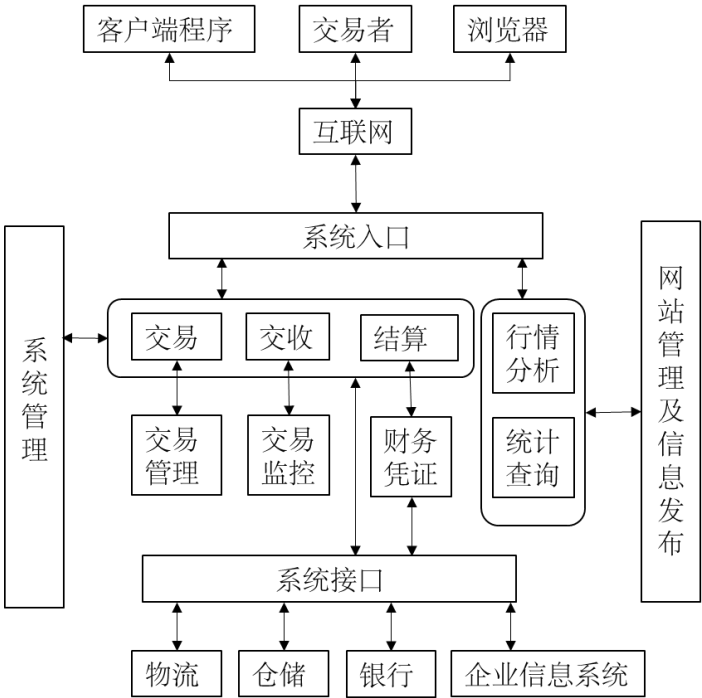 客户端程序
交易者
浏览器
互联网
系统入口
系统管理
交易
交收
结算
行情
分析
网站管理及信息发布
交易
管理
交易
监控
财务
凭证
统计
查询
系统接口
物流
仓储
银行
企业信息系统